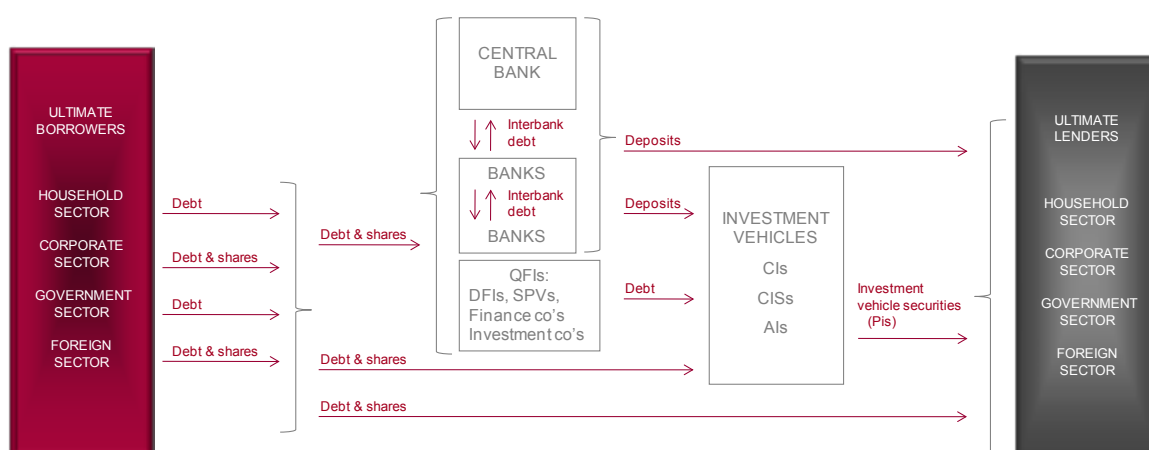 ULTIMATE
BORROWERS
HOUSEHOLD
SECTOR
CORPORATE
SECTOR
GOVERNMENT
SECTOR
FOREIGN
SECTOR
Debt
Debt & shares
Debt
Debt & shares
Debt & shares
Debt & shares
Debt & shares
CENTRAL
BANK
Interbank
debt
BANKS
Interbank
debt
BANKS
QFIs:
DFIs, SPVs,
Finance co's
Investment co's
Deposits
Deposits
Debt
INVESTMENT
VEHICLES
CIs
CISs
AIs
Investment
vehicle securities
(Pis)
ULTIMATE
LENDERS
HOUSEHOLD
SECTOR
CORPORATE
SECTOR
GOVERNMENT
SECTOR
FOREIGN
SECTOR